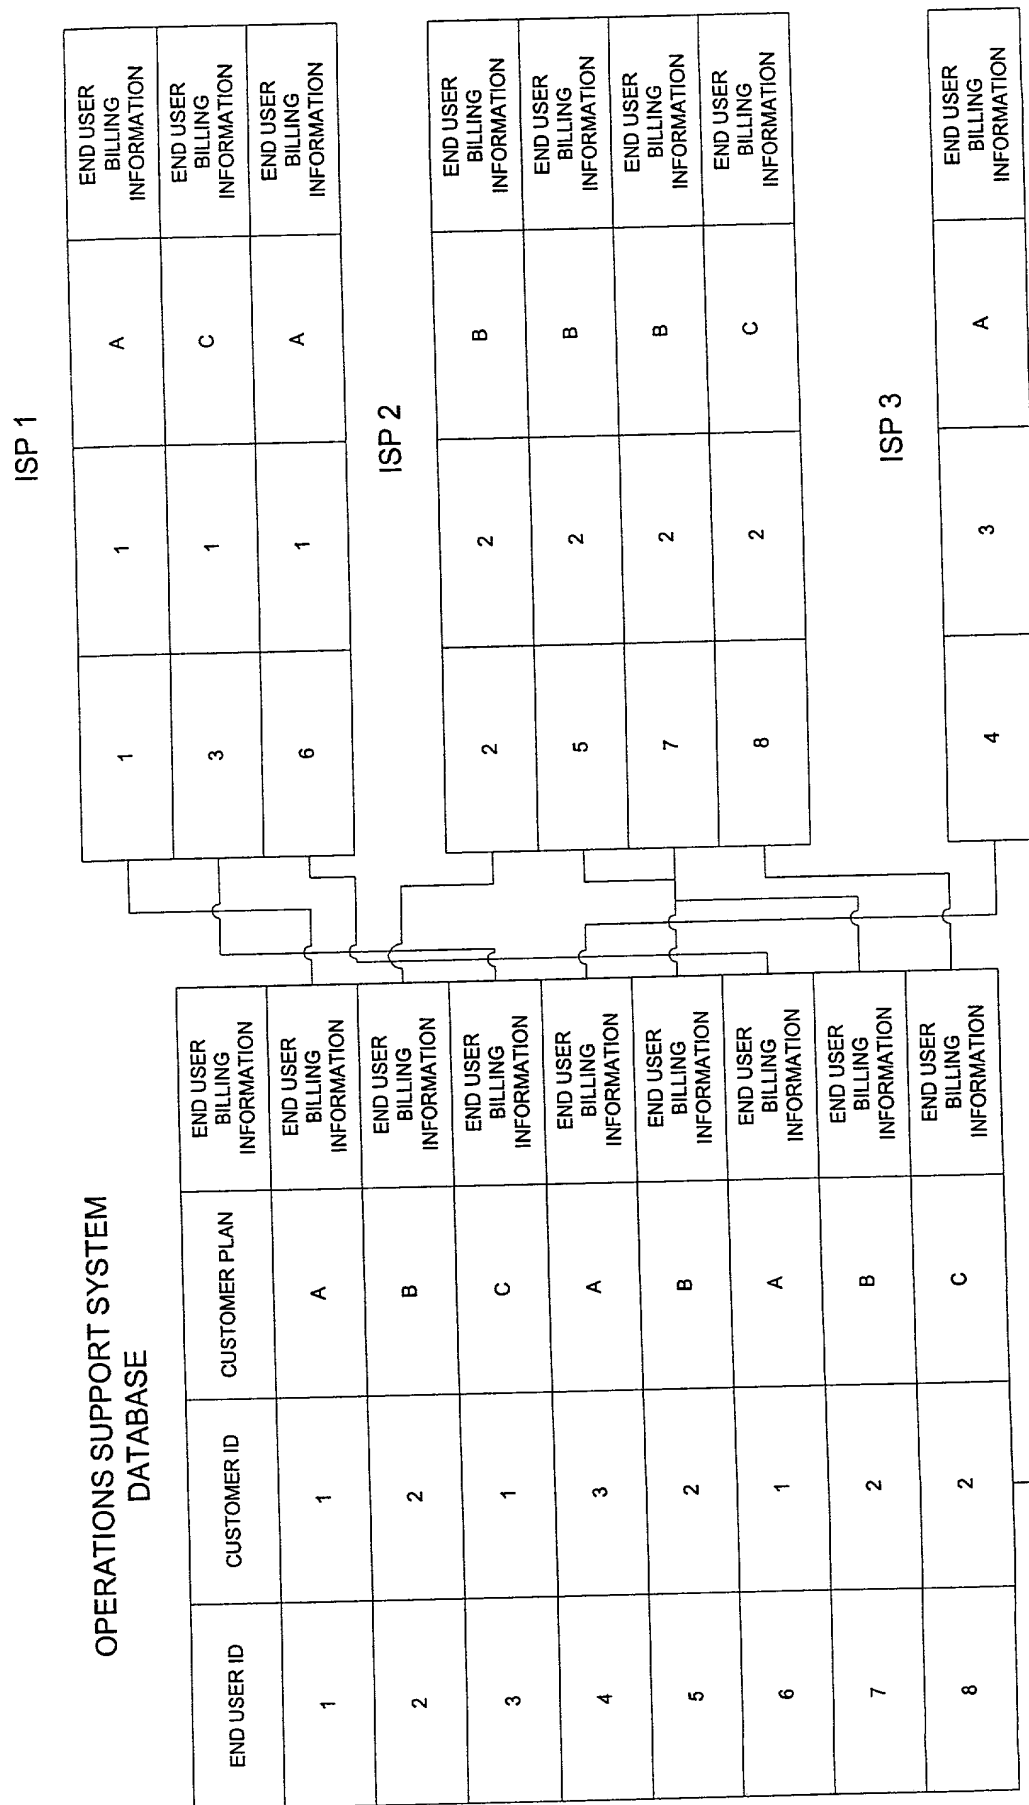 OPERATIONS SUPPORT SYSTEM
DATABASE
END USER ID
CUSTOMER ID
CUSTOMER PLAN
END USER
BILLING
INFORMATION
1
1
A
END USER
BILLING
INFORMATION
2
2
B
END USER
BILLING
INFORMATION
3
1
C
END USER
BILLING
INFORMATION
4
3
A
END USER
BILLING
INFORMATION
5
2
B
END USER
BILLING
INFORMATION
6
1
A
END USER
BILLING
INFORMATION
7
2
B
END USER
BILLING
INFORMATION
8
2
C
END USER
BILLING
INFORMATION
ISP 1
1
1
A
END USER
BILLING
INFORMATION
3
1
C
END USER
BILLING
INFORMATION
6
1
A
END USER
BILLING
INFORMATION
ISP 2
2
2
B
END USER
BILLING
INFORMATION
5
2
B
END USER
BILLING
INFORMATION
7
2
B
END USER
BILLING
INFORMATION
8
2
C
END USER
BILLING
INFORMATION
ISP 3
4
3
A
END USER
BILLING
INFORMATION